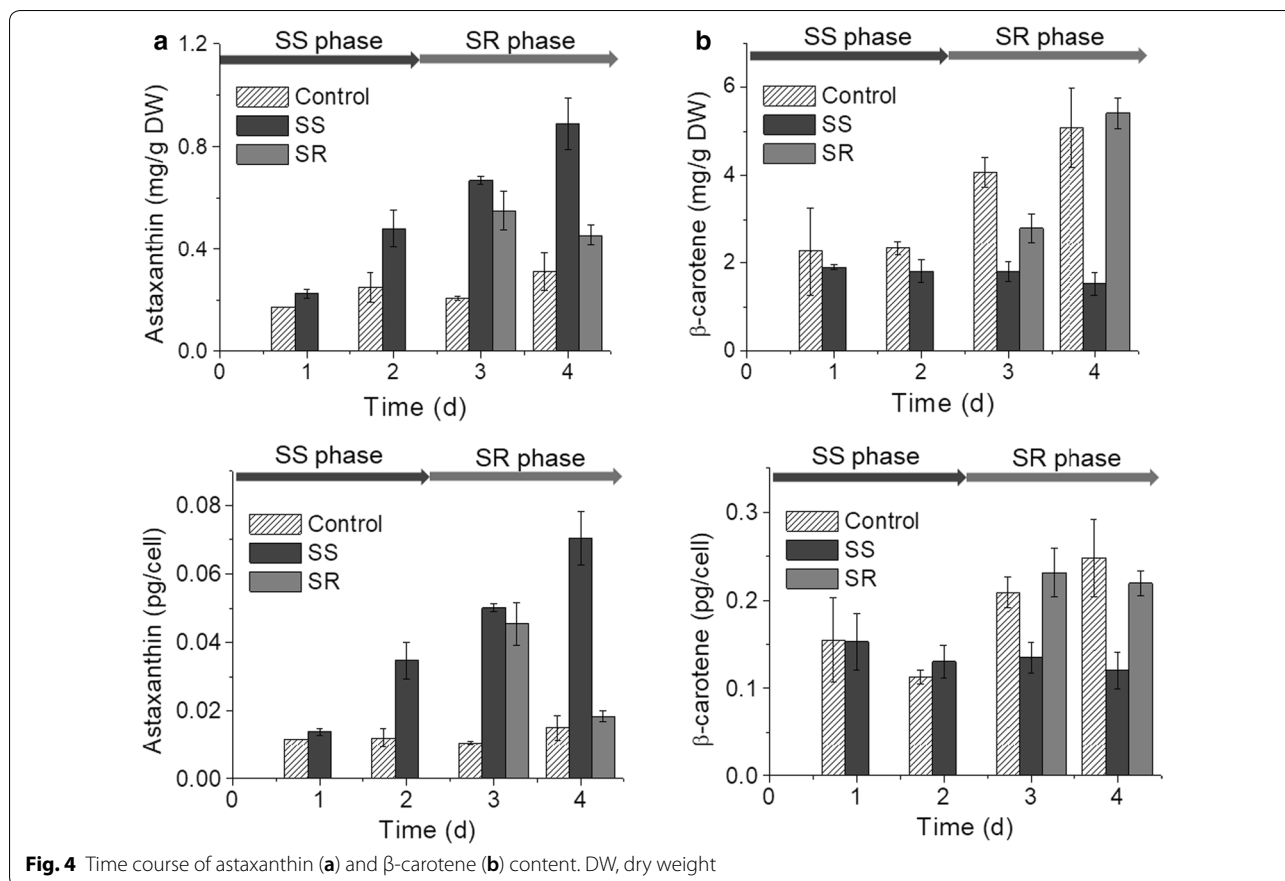 a
SS phase
SR phase
1.2
0.8
0.4
0.0
Astaxanthin (mg/g DW)
Control
SS
SR
0
1
2
3
4
Time (d)
b
SS phase
SR phase
6
4
2
0
β-carotene (mg/g DW)
Control
SS
SR
0
1
2
3
4
Time (d)
SS phase
SR phase
0.08
0.06
0.04
0.02
0.00
Astaxanthin (pg/cell)
Control
SS
SR
0
1
2
3
4
Time (d)
SS phase
SR phase
0.3
0.2
0.1
0.0
β-carotene (pg/cell)
Control
SS
SR
0
1
2
3
4
Time (d)
Fig. 4 Time course of astaxanthin (a) and β-carotene (b) content. DW, dry weight